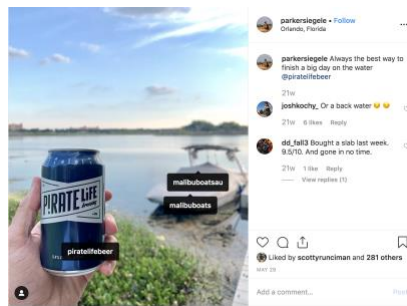 parkersiegele • Follow
Orlando, Florida
parkersiegele Always the best way to
finish a big day on the water
@piratelifebeer
21w
joshkochy_ Or a back water
21w 6 likes Reply
dd_fall3 Bought a slab last week.
9.5/10. And gone in no time.
21w 1 like Reply
View replies (1)
malibuboatsau
malibuboats
PIRATE LIFE
piratelifebeer
Liked by scottyrunciman and 281 others
MAY 28
Add a comment...
Post